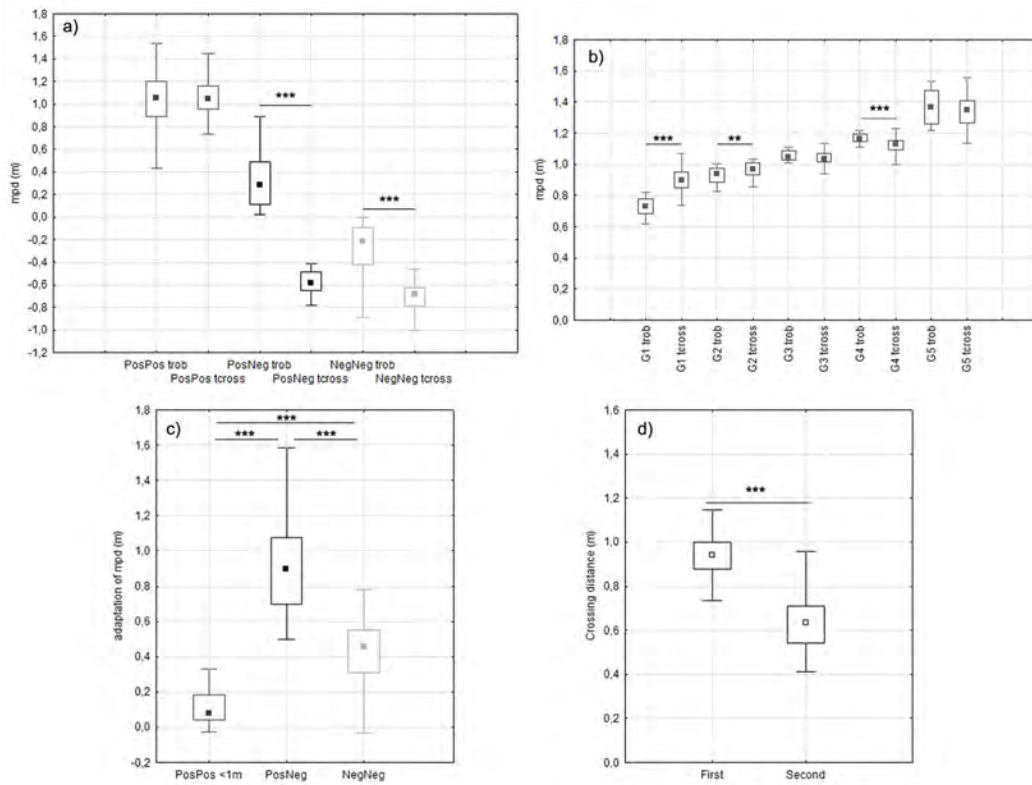 a)
mpd (m)
1,8
1,6
1,4
1,2
1,0
0,8
0,6
0,4
0,2
0,0
-0,2
-0,4
-0,6
-0,8
-1,0
-1,2
***
***
PosPos trob
PosPos tcross
PosNeg trob
PosNeg tcross
NegNeg trob
NegNeg tcross
b)
mpd (m)
1,8
1,6
1,4
1,2
1,0
0,8
0,6
0,4
0,2
0,0
***
**
***
G1 trob
G1 tcross
G2 trob
G2 tcross
G3 trob
G3 tcross
G4 trob
G4 tcross
G5 trob
G5 tcross
c)
adaptation of mpd (m)
1,8
1,6
1,4
1,2
1,0
0,8
0,6
0,4
0,2
0,0
-0,2
***
***
***
PosPos <1m
PosNeg
NegNeg
d)
Crossing distance (m)
1,6
1,4
1,2
1,0
0,8
0,6
0,4
0,2
0,0
***
First
Second